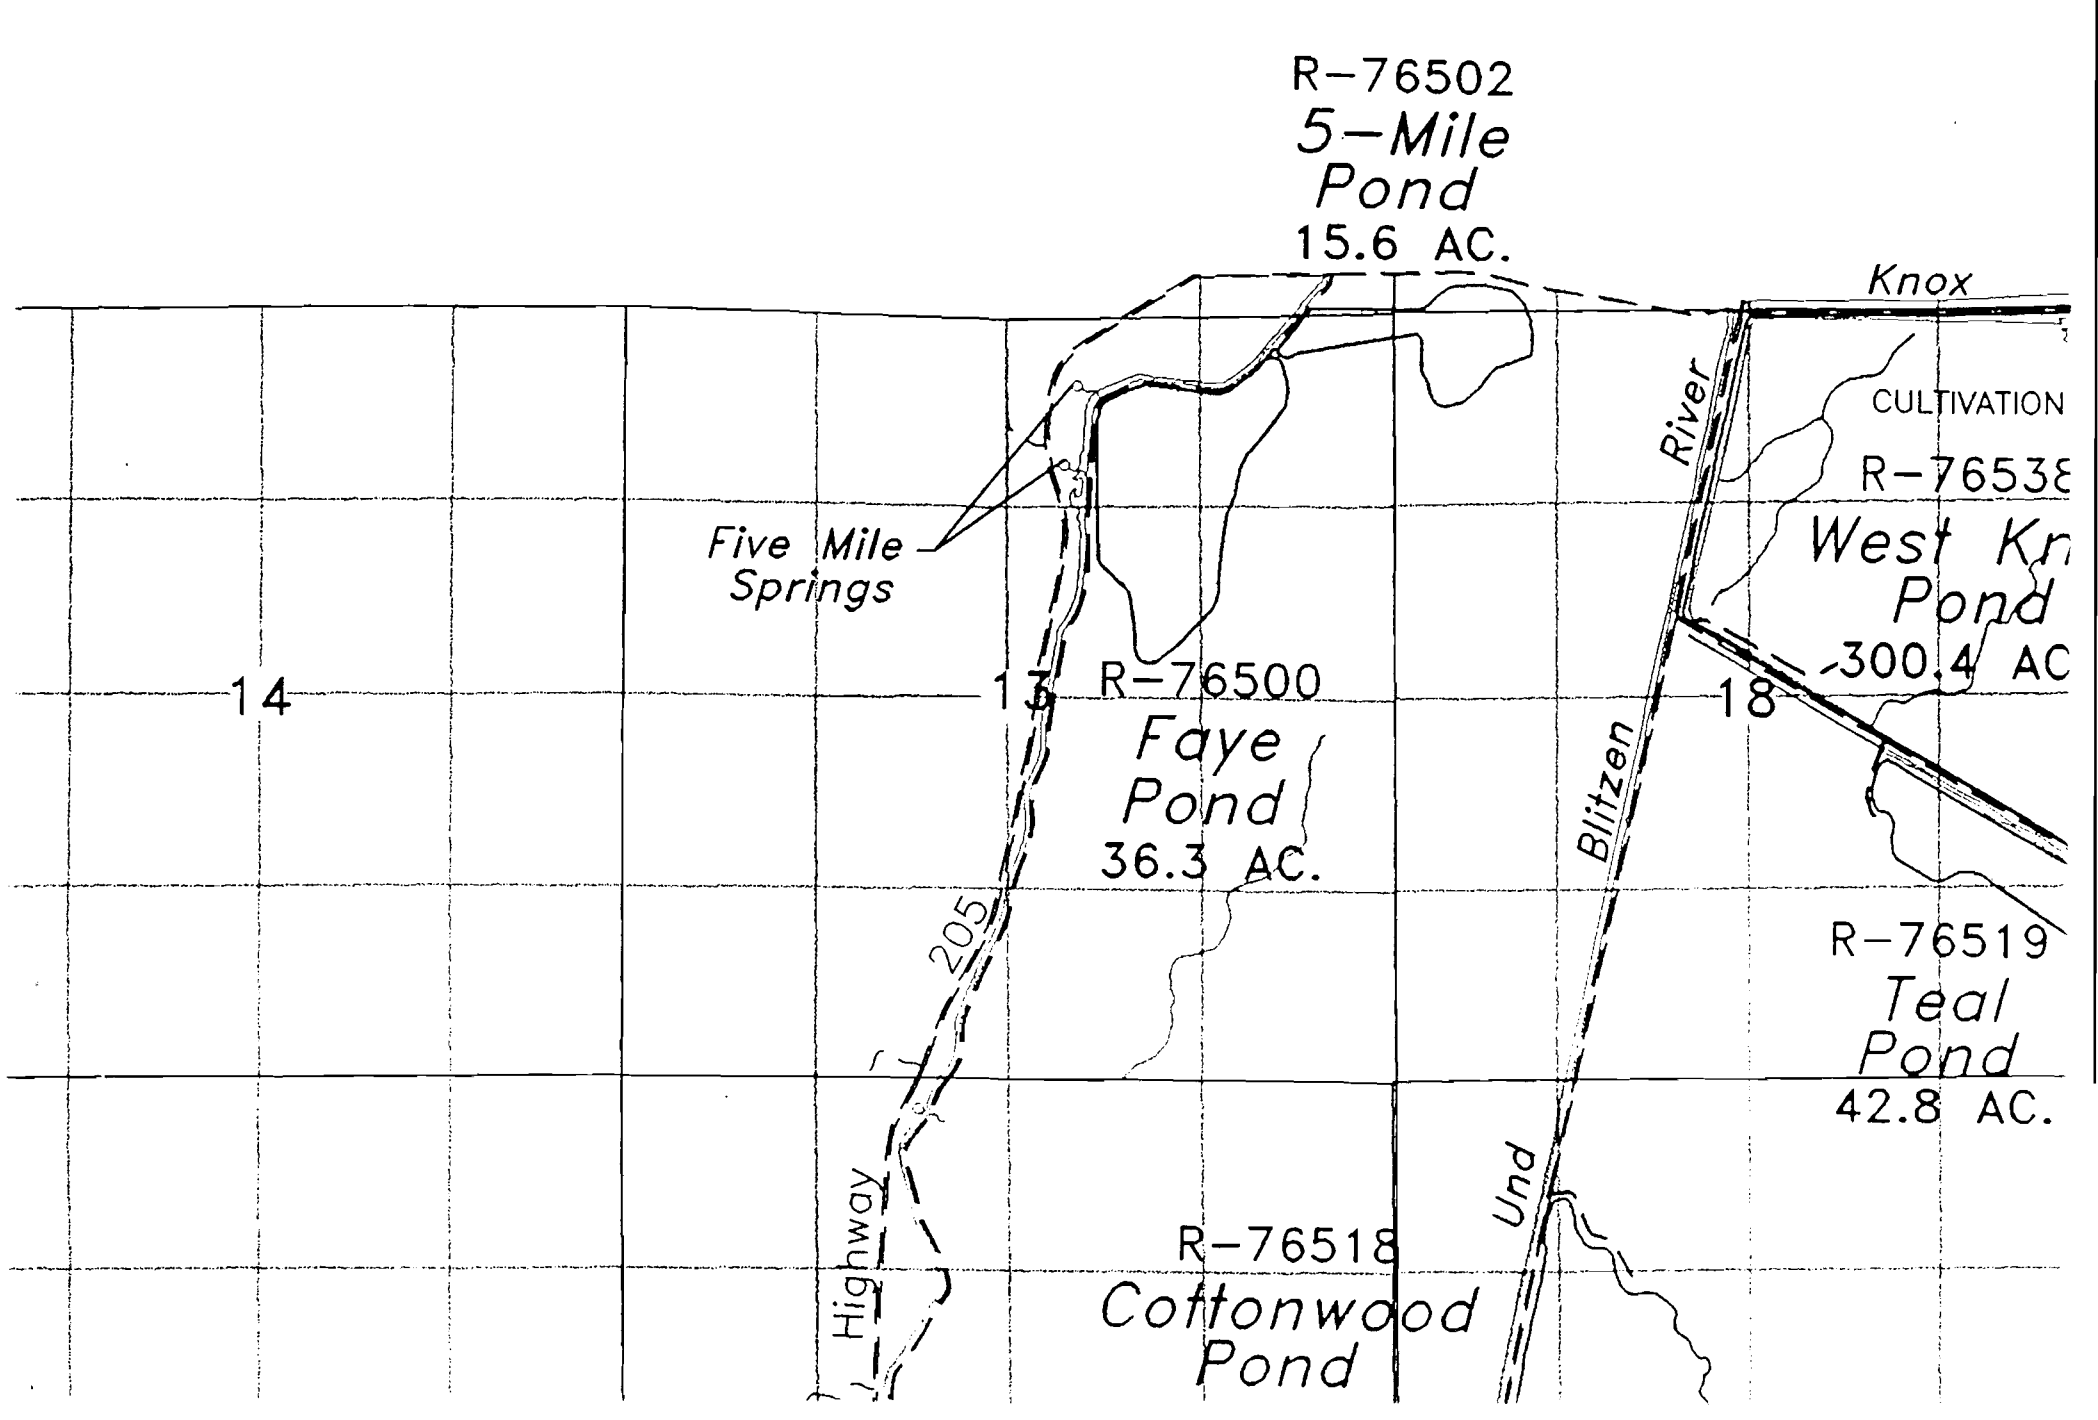 R-76502
5-Mile
Pond
15.6 AC.
Knox
River
CULTIVATION
R-76538
West Kn
Pond
300.4 AC
Five Mile
Springs
14
13
18
R-76500
Faye
Pond
36.3 AC.
Blitzen
205
R-76519
Teal
Pond
42.8 AC.
Und
Highway
R-76518
Cottonwood
Pond